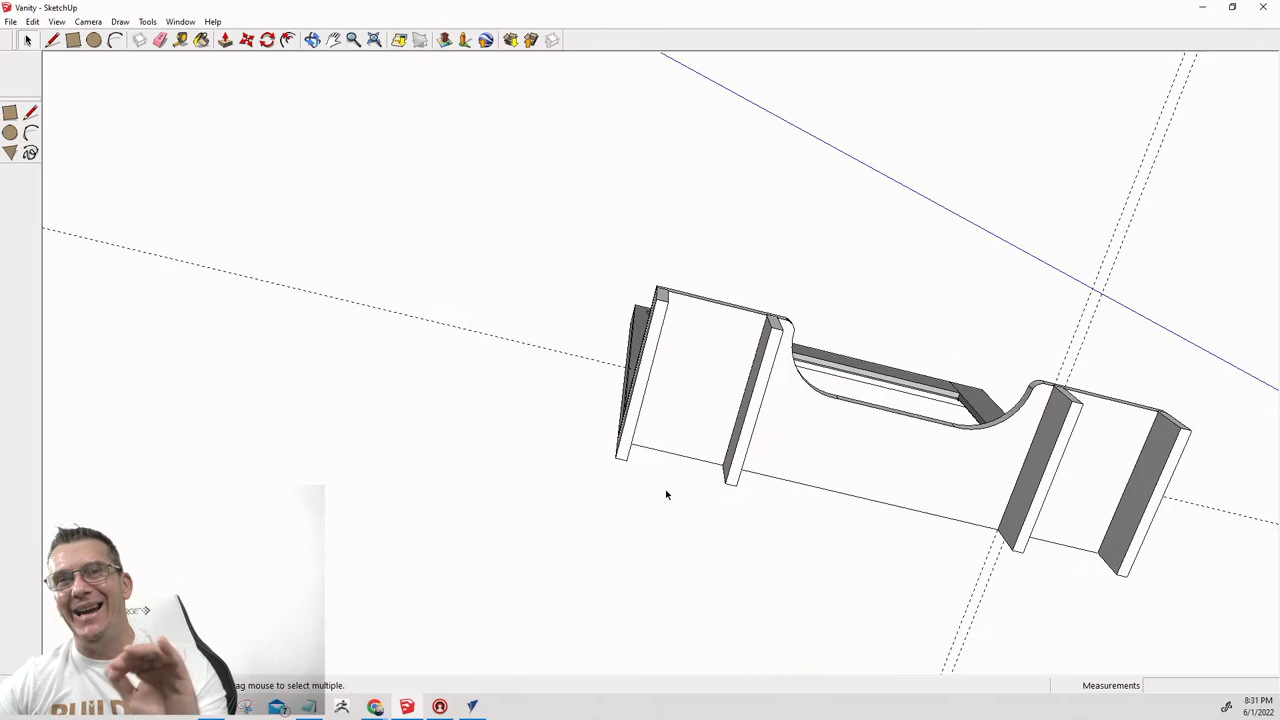 Vanity - SketchUp
File Edit View Camera Draw Tools Window Help
ag mouse to select multiple.
Measurements
8:31 PM
6/1/2022
BUILD